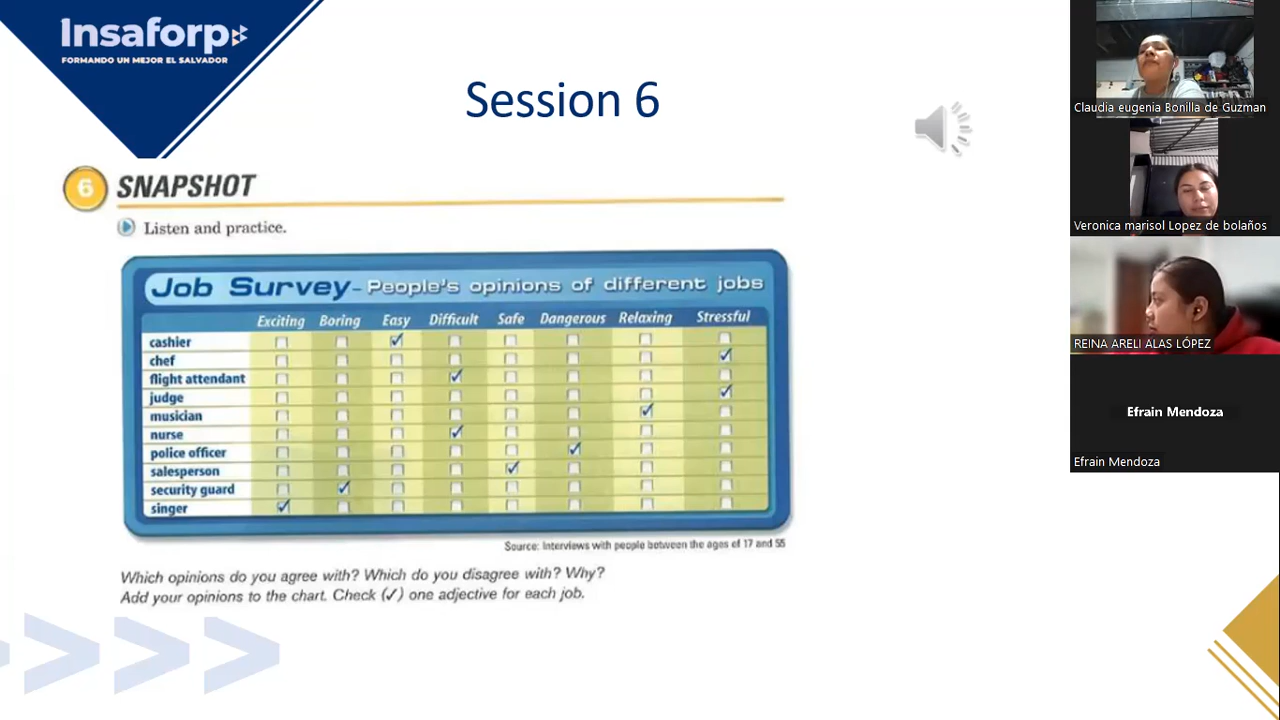 Insaforp
FORMANDO UN MEJOR EL SALVADOR
Session 6
6 SNAPSHOT
Listen and practice.
Job Survey – People's opinions of different jobs
Exciting Boring Easy Difficult Safe Dangerous Relaxing Stressful
cashier ✓
chef ✓
flight attendant ✓
judge ✓
musician ✓
nurse ✓
police officer ✓
salesperson ✓
security guard ✓
singer ✓
Source: Interviews with people between the ages of 17 and 55
Which opinions do you agree with? Which do you disagree with? Why?
Add your opinions to the chart. Check (✓) one adjective for each job.
Claudia eugenia Bonilla de Guzman
Veronica marisol Lopez de bolaños
REINA ARELI ALAS LÓPEZ
Efrain Mendoza
Efrain Mendoza